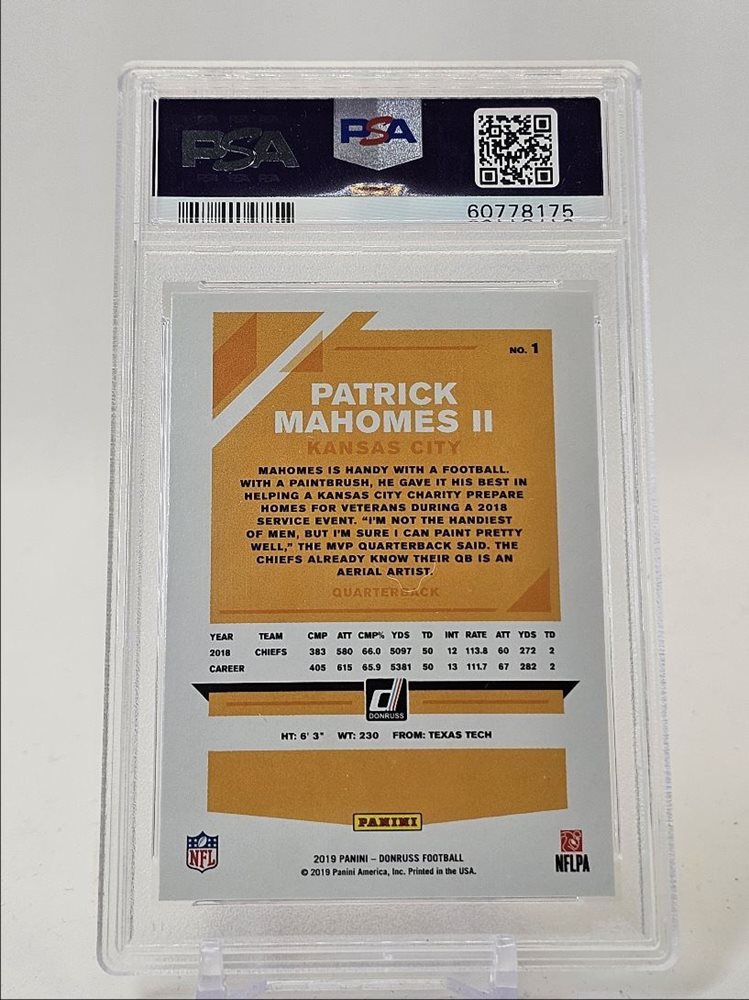 PSA
PSA
60778175
NO. 1
PATRICK
MAHOMES II
KANSAS CITY
MAHOMES IS HANDY WITH A FOOTBALL.
WITH A PAINTBRUSH, HE GAVE IT HIS BEST IN
HELPING A KANSAS CITY CHARITY PREPARE
HOMES FOR VETERANS DURING A 2018
SERVICE EVENT. “I'M NOT THE HANDIEST
OF MEN, BUT I'M SURE I CAN PAINT PRETTY
WELL,” THE MVP QUARTERBACK SAID. THE
CHIEFS ALREADY KNOW THEIR QB IS AN
AERIAL ARTIST.
QUARTERBACK
YEAR TEAM CMP ATT CMP% YDS TD INT RATE ATT YDS TD
2018 CHIEFS 383 580 66.0 5097 50 12 113.8 60 272 2
CAREER 405 615 65.9 5381 50 13 111.7 67 282 2
DONRUSS
HT: 6' 3" WT: 230 FROM: TEXAS TECH
PANINI
NFL
2019 PANINI – DONRUSS FOOTBALL
© 2019 Panini America, Inc. Printed in the USA.
NFLPA